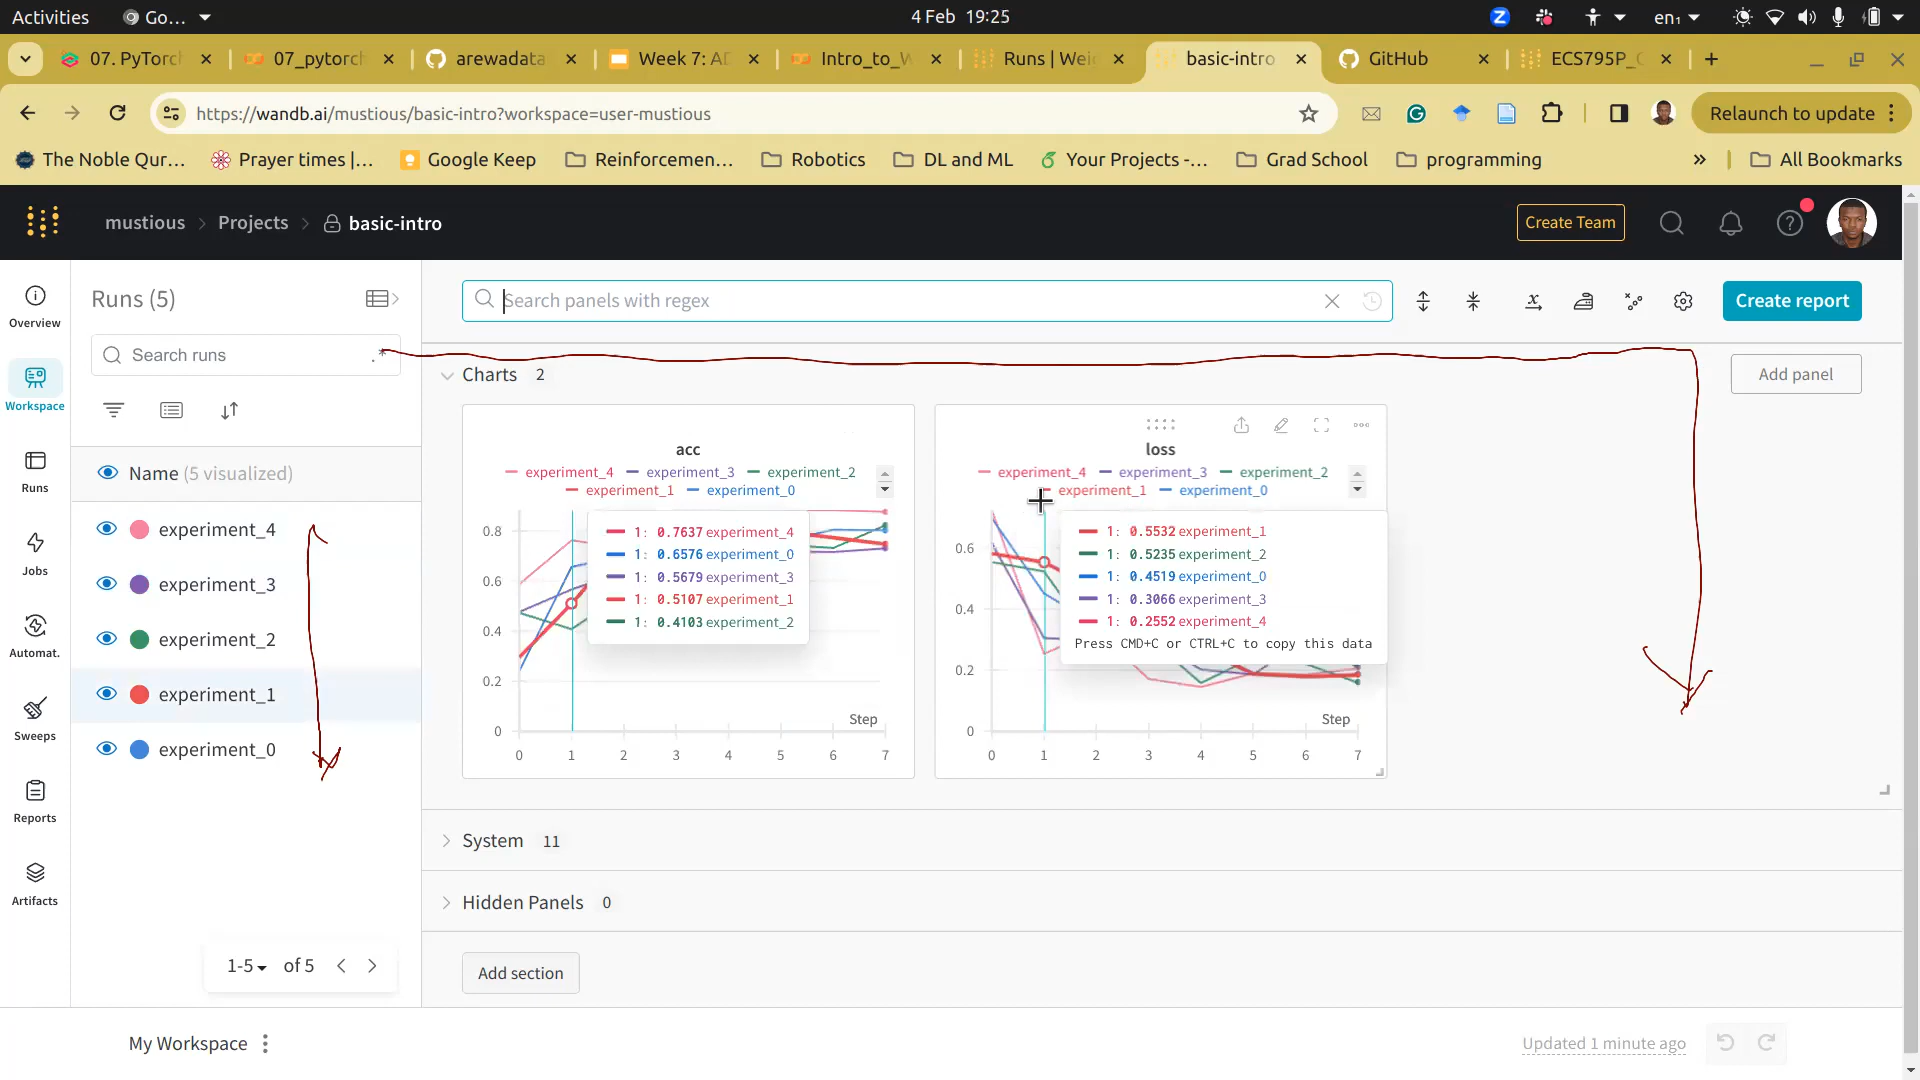 Activities Go... 4 Feb 19:25 en₁
07. PyTorch 07_pytorch arewadata Week 7: AD Intro_to_W Runs | Wei basic-intro GitHub ECS795P_
https://wandb.ai/mustious/basic-intro?workspace=user-mustious Relaunch to update
The Noble Qur... Prayer times |... Google Keep Reinforcemen... Robotics DL and ML Your Projects -... Grad School programming » All Bookmarks
mustious > Projects > basic-intro Create Team
Runs (5)
Search panels with regex
Create report
Overview
Search runs .*
Workspace
Charts 2
Add panel
Name (5 visualized)
Runs
experiment_4
experiment_3
experiment_2
experiment_1
experiment_0
Jobs
Automat.
Sweeps
Reports
Artifacts
acc
experiment_4 experiment_3 experiment_2
experiment_1 experiment_0
0.8
0.6
0.4
0.2
0
1: 0.7637 experiment_4
1: 0.6576 experiment_0
1: 0.5679 experiment_3
1: 0.5107 experiment_1
1: 0.4103 experiment_2
Step
0 1 2 3 4 5 6 7
loss
experiment_4 experiment_3 experiment_2
experiment_1 experiment_0
0.6
0.4
0.2
0
1: 0.5532 experiment_1
1: 0.5235 experiment_2
1: 0.4519 experiment_0
1: 0.3066 experiment_3
1: 0.2552 experiment_4
Press CMD+C or CTRL+C to copy this data
Step
0 1 2 3 4 5 6 7
System 11
Hidden Panels 0
1-5 of 5
Add section
My Workspace
Updated 1 minute ago